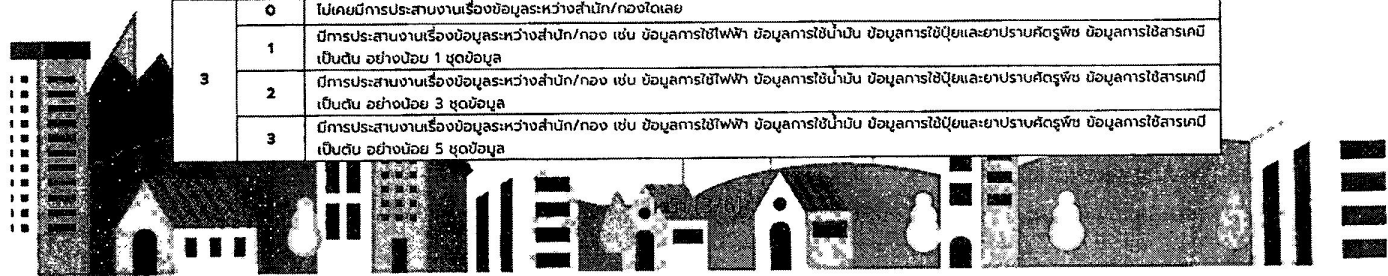 0 ไม่เคยมีการประสานงานเรื่องข้อมูลระหว่างสำนัก/กองใดเลย
1 มีการประสานงานเรื่องข้อมูลระหว่างสำนัก/กอง เช่น ข้อมูลการใช้ไฟฟ้า ข้อมูลการใช้น้ำมัน ข้อมูลการใช้ปุ๋ยและยาปราบศัตรูพืช ข้อมูลการใช้สารเคมี
เป็นต้น อย่างน้อย 1 ชุดข้อมูล
3
2 มีการประสานงานเรื่องข้อมูลระหว่างสำนัก/กอง เช่น ข้อมูลการใช้ไฟฟ้า ข้อมูลการใช้น้ำมัน ข้อมูลการใช้ปุ๋ยและยาปราบศัตรูพืช ข้อมูลการใช้สารเคมี
เป็นต้น อย่างน้อย 3 ชุดข้อมูล
3 มีการประสานงานเรื่องข้อมูลระหว่างสำนัก/กอง เช่น ข้อมูลการใช้ไฟฟ้า ข้อมูลการใช้น้ำมัน ข้อมูลการใช้ปุ๋ยและยาปราบศัตรูพืช ข้อมูลการใช้สารเคมี
เป็นต้น อย่างน้อย 5 ชุดข้อมูล